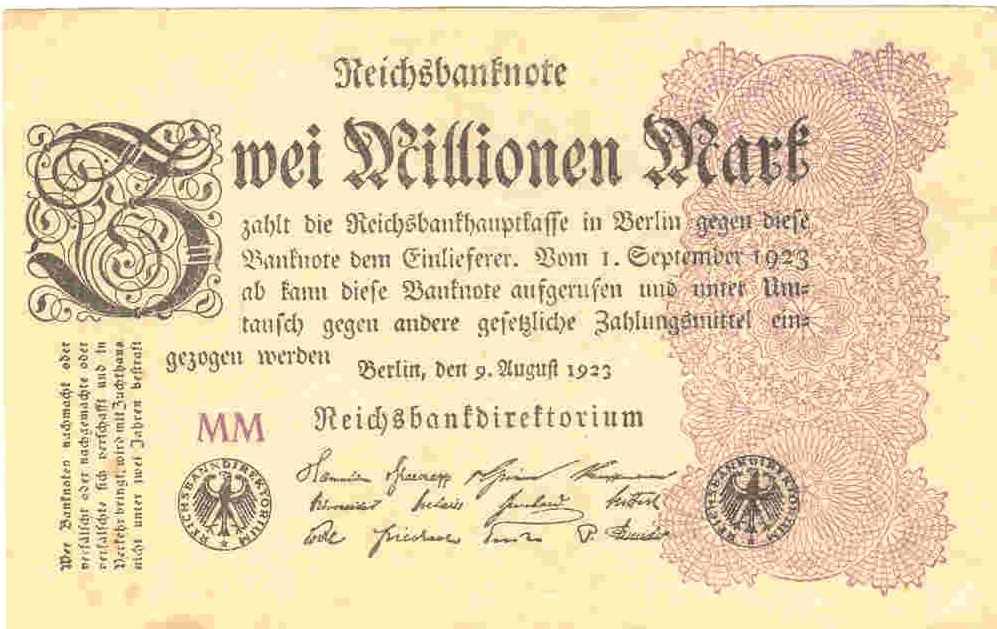 Reichsbanknote
Zwei Millionen Mark
zahlt die Reichsbankhauptkasse in Berlin gegen diese
Banknote dem Einlieferer. Vom 1. September 1923
ab kann diese Banknote aufgerufen und unter Um=
tausch gegen andere gesetzliche Zahlungsmittel ein=
gezogen werden
Berlin, den 9. August 1923
Reichsbankdirektorium
MM
REICHSBANKDIREKTORIUM
REICHSBANKDIREKTORIUM
Wer Banknoten nachmacht oder
verfälscht oder nachgemachte oder
verfälschte sich verschafft und in
Verkehr bringt, wird mit Zuchthaus
nicht unter zwei Jahren bestraft